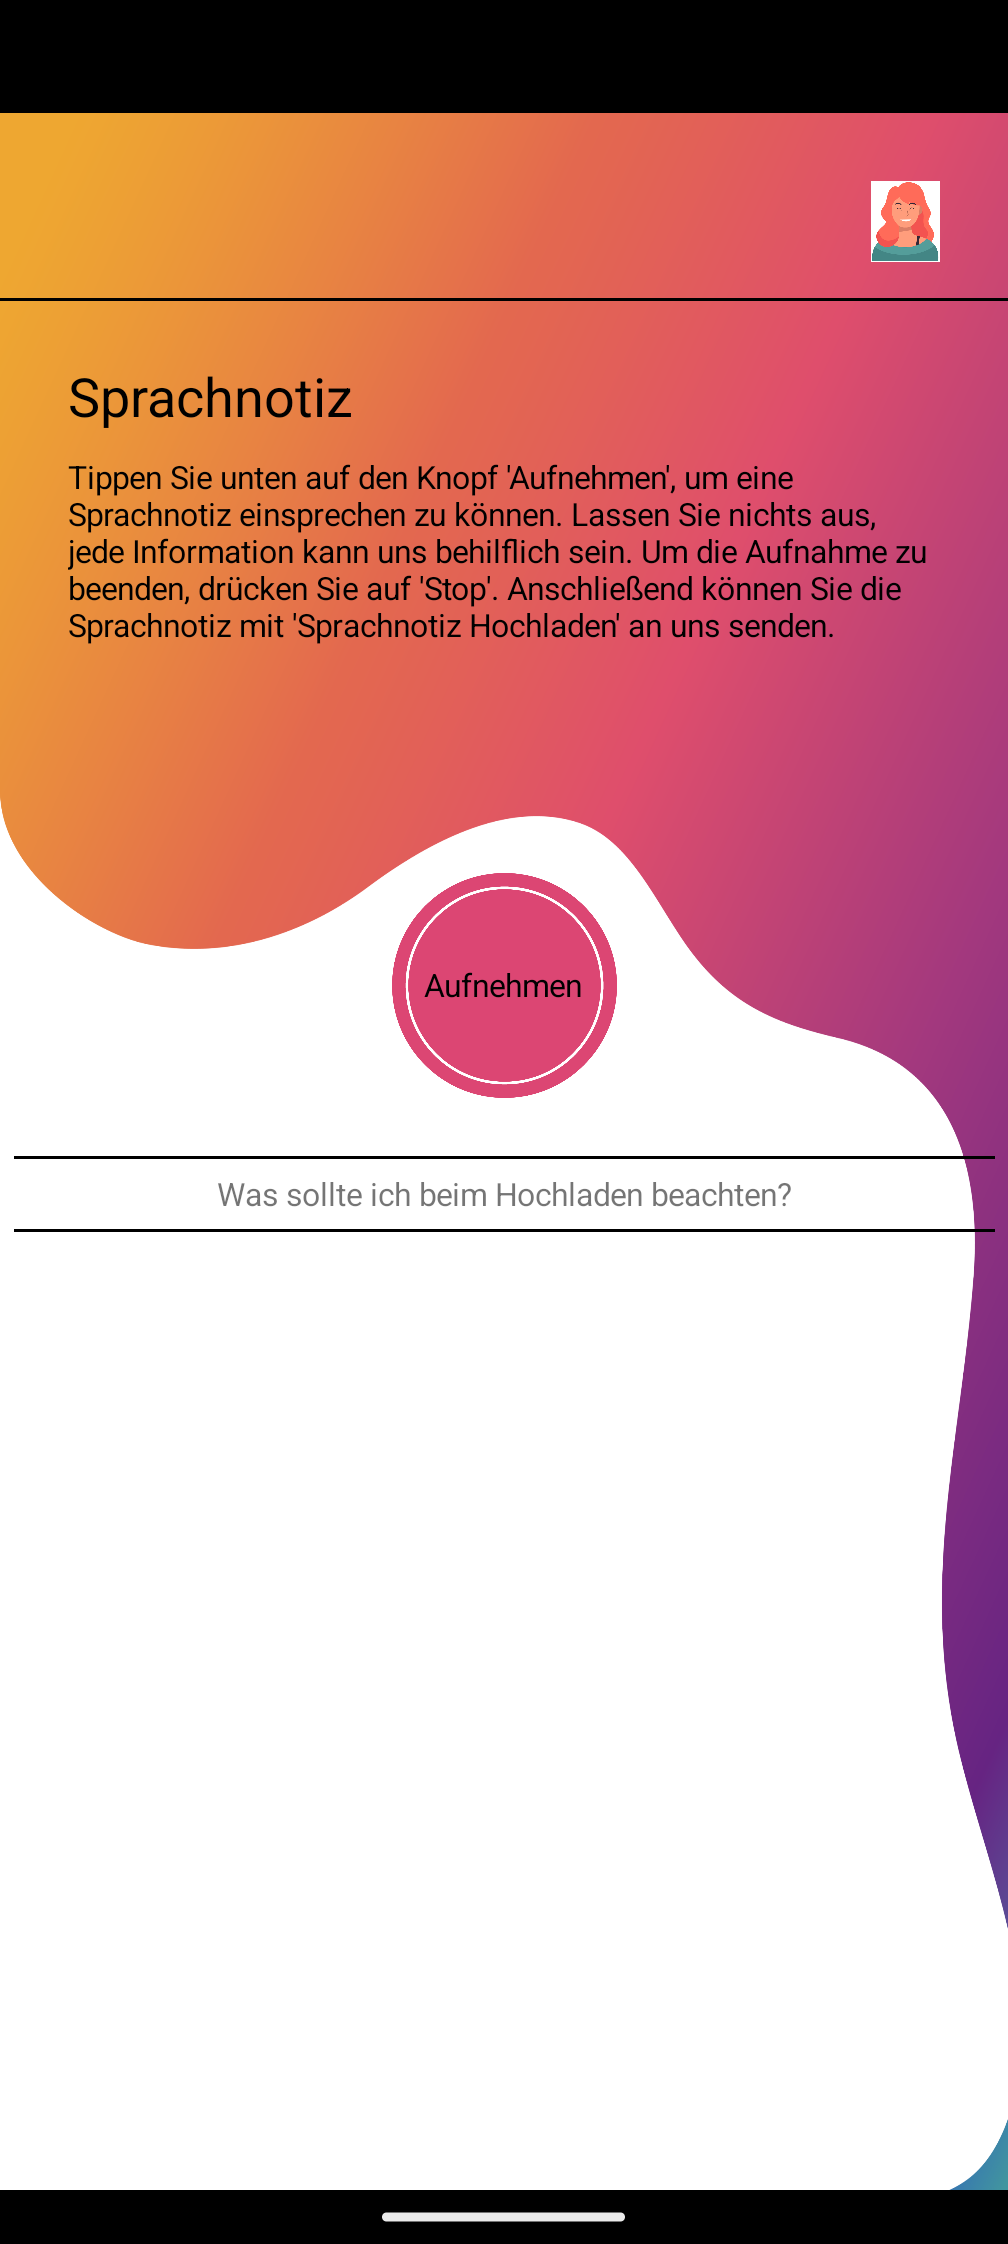 Sprachnotiz
Tippen Sie unten auf den Knopf 'Aufnehmen', um eine
Sprachnotiz einsprechen zu können. Lassen Sie nichts aus,
jede Information kann uns behilflich sein. Um die Aufnahme zu
beenden, drücken Sie auf 'Stop'. Anschließend können Sie die
Sprachnotiz mit 'Sprachnotiz Hochladen' an uns senden.
Aufnehmen
Was sollte ich beim Hochladen beachten?